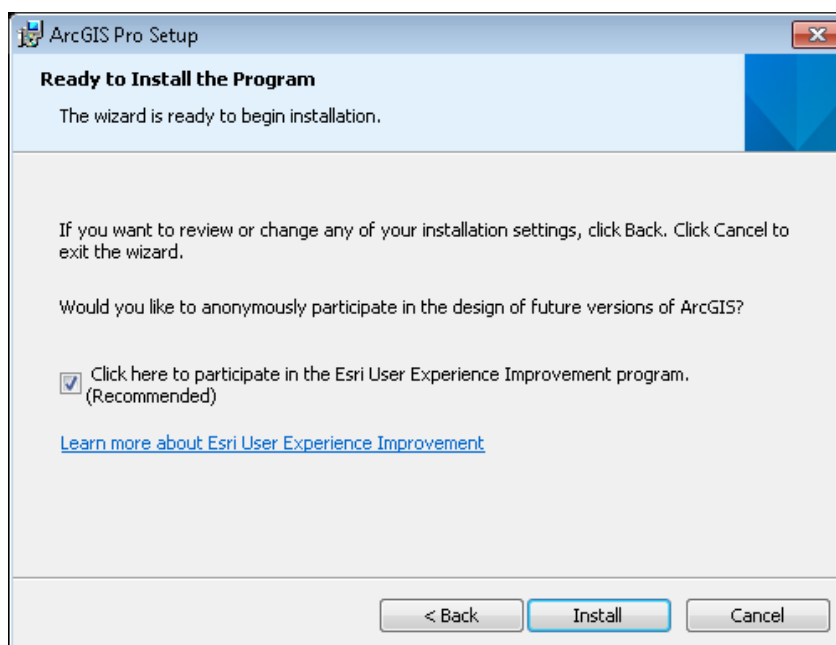 ArcGIS Pro Setup
Ready to Install the Program
The wizard is ready to begin installation.
If you want to review or change any of your installation settings, click Back. Click Cancel to
exit the wizard.
Would you like to anonymously participate in the design of future versions of ArcGIS?
Click here to participate in the Esri User Experience Improvement program.
(Recommended)
Learn more about Esri User Experience Improvement
< Back Install Cancel